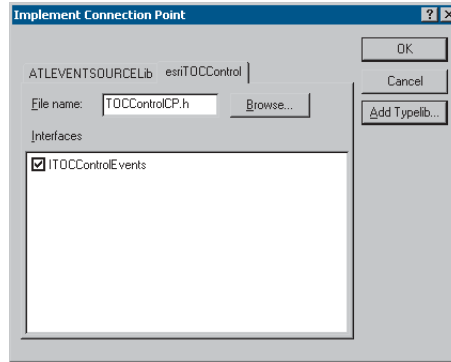 Implement Connection Point
? X
OK
ATLEVENTSOURCELib esriTOCControl
Cancel
File name: TOCControlCP.h Browse...
Add Typelib...
Interfaces
ITOCControlEvents